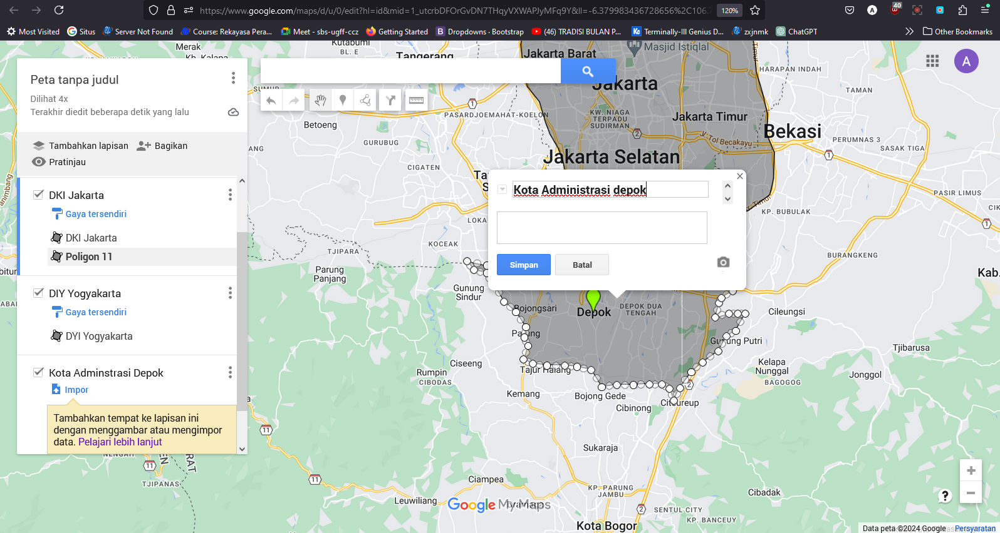 https://www.google.com/maps/d/u/0/edit?hl=id&mid=1_utcrbDFOrGvDN7THqyVXWAPJyMFq9Y&ll=-6.379983436728656%2C106.
120%
A
40
Most Visited
Situs
Server Not Found
Course: Rekayasa Pera...
Meet - sbs-ugff-ccz
Getting Started
Dropdowns · Bootstrap
(46) TRADISI BULAN P...
Terminally-Ill Genius D...
zxjnmk
ChatGPT
Other Bookmarks
Peta tanpa judul
Dilihat 4x
Terakhir diedit beberapa detik yang lalu
Tambahkan lapisan
Bagikan
Pratinjau
DKI Jakarta
Gaya tersendiri
DKI Jakarta
Poligon 11
DIY Yogyakarta
Gaya tersendiri
DYI Yogyakarta
Kota Adminstrasi Depok
Impor
Tambahkan tempat ke lapisan ini
dengan menggambar atau mengimpor
data. Pelajari lebih lanjut
Kota Administrasi depok
Simpan
Batal
A
Merak
Kutabumi
BL. E
Tangerang
Jakarta Barat
Masjid Istiqlal
Jakarta
HARAPAN INDAH
TAMAN
PASARDJOEMAHAT-KOELON
KW. NIAGA
TERPADU
SUDIRMAN
Jakarta Timur
Betoeng
GURUBUG
Jl. Tol Becakayu
Bekasi
PERUMNAS 3
SASAK TIGA
Jakarta Selatan
CIGATEN
PASIR LIMUS
KP. BUBULAK
LOKA
KOCEAK
TJIPARA
BURANGKENG
Parung
Panjang
Kab.
Gunung
Sindur
Bojongsari
Depok
DEPOK DUA
TENGAH
Cileungsi
Parung
Gunung Putri
Tjibarusa
Ciseeng
Kelapa
Nunggal
Rumpin
CIBODAS
Tajur Halang
BAGOGOG
Jonggol
Kemang
Bojong Gede
Cibinong
Citeureup
Sukaraja
TJIPANAS
Ciampea
KP. PARUNG
JAMBU
Cibadak
Leuwiliang
Google My Maps
SENTUL CITY
KP. BANCEUY
Kota Bogor
Data peta ©2024 Google
Persyaratan